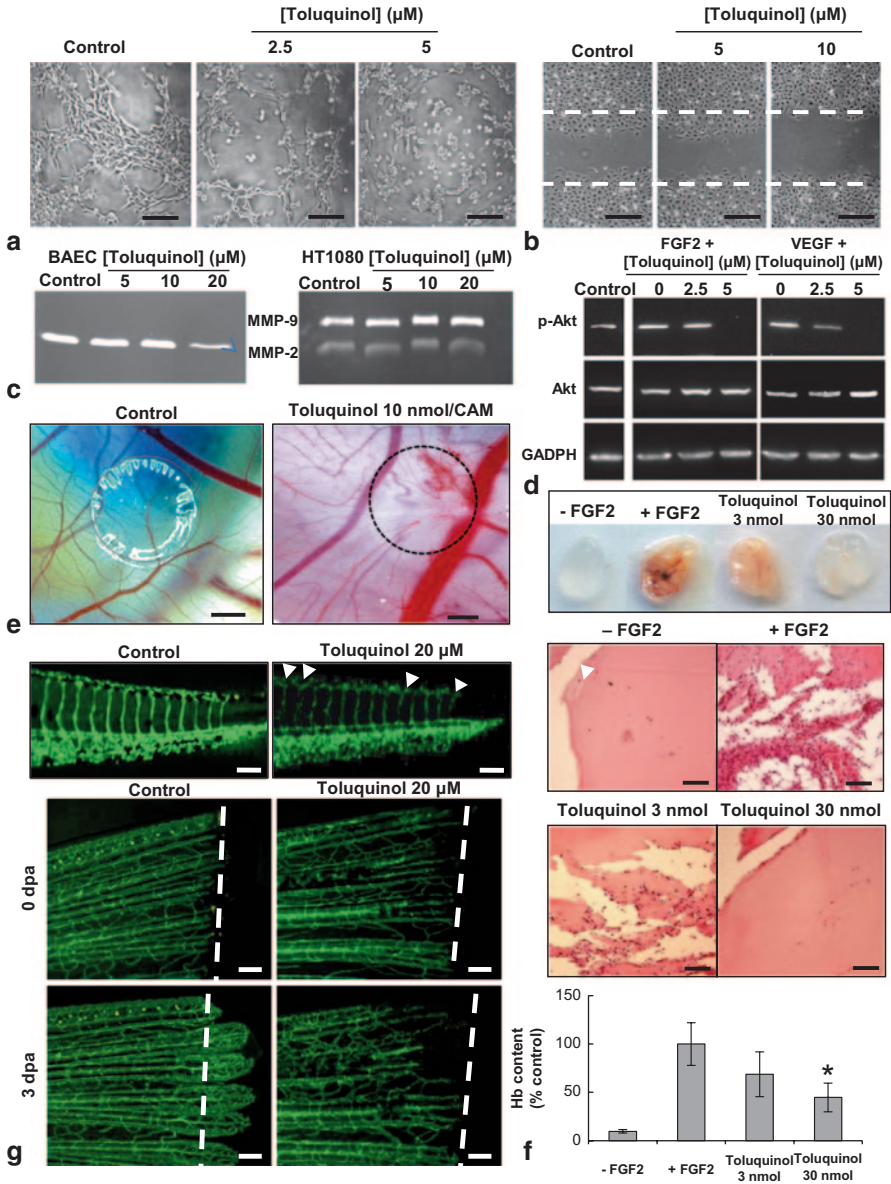 [Toluquinol] (µM)
Control 2.5 5
a
[Toluquinol] (µM)
Control 5 10
b
BAEC [Toluquinol] (µM)
Control 5 10 20
HT1080 [Toluquinol] (µM)
Control 5 10 20
MMP-9
MMP-2
c
FGF2 + VEGF +
[Toluquinol] (µM) [Toluquinol] (µM)
Control 0 2.5 5 0 2.5 5
p-Akt
Akt
GADPH
d
Control Toluquinol 10 nmol/CAM
e
- FGF2 + FGF2 Toluquinol 3 nmol Toluquinol 30 nmol
– FGF2 + FGF2
Toluquinol 3 nmol Toluquinol 30 nmol
Hb content
(% control)
150
100
50
0
*
- FGF2 + FGF2 Toluquinol 3 nmol Toluquinol 30 nmol
f
Control Toluquinol 20 µM
Control Toluquinol 20 µM
0 dpa
3 dpa
g